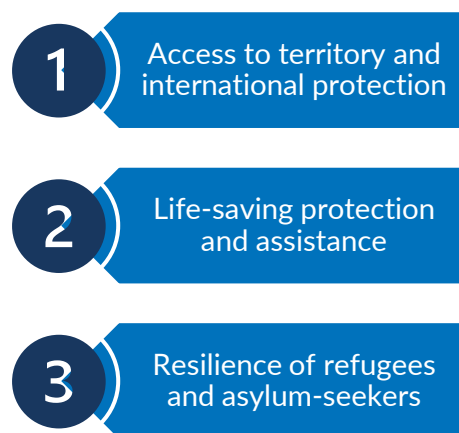 1
Access to territory and
international protection
2
Life-saving protection
and assistance
3
Resilience of refugees
and asylum-seekers